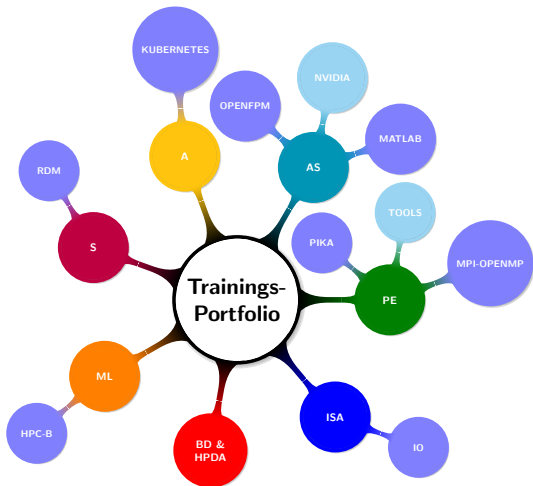 KUBERNETES
NVIDIA
OPENFPM
MATLAB
A
AS
RDM
TOOLS
S
PIKA
MPI-OPENMP
Trainings-
Portfolio
PE
ML
ISA
HPC-B
BD &
HPDA
IO